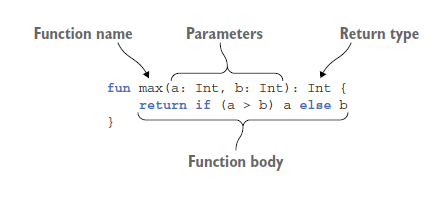 Function name Parameters Return type
fun max(a: Int, b: Int): Int {
return if (a > b) a else b
}
Function body